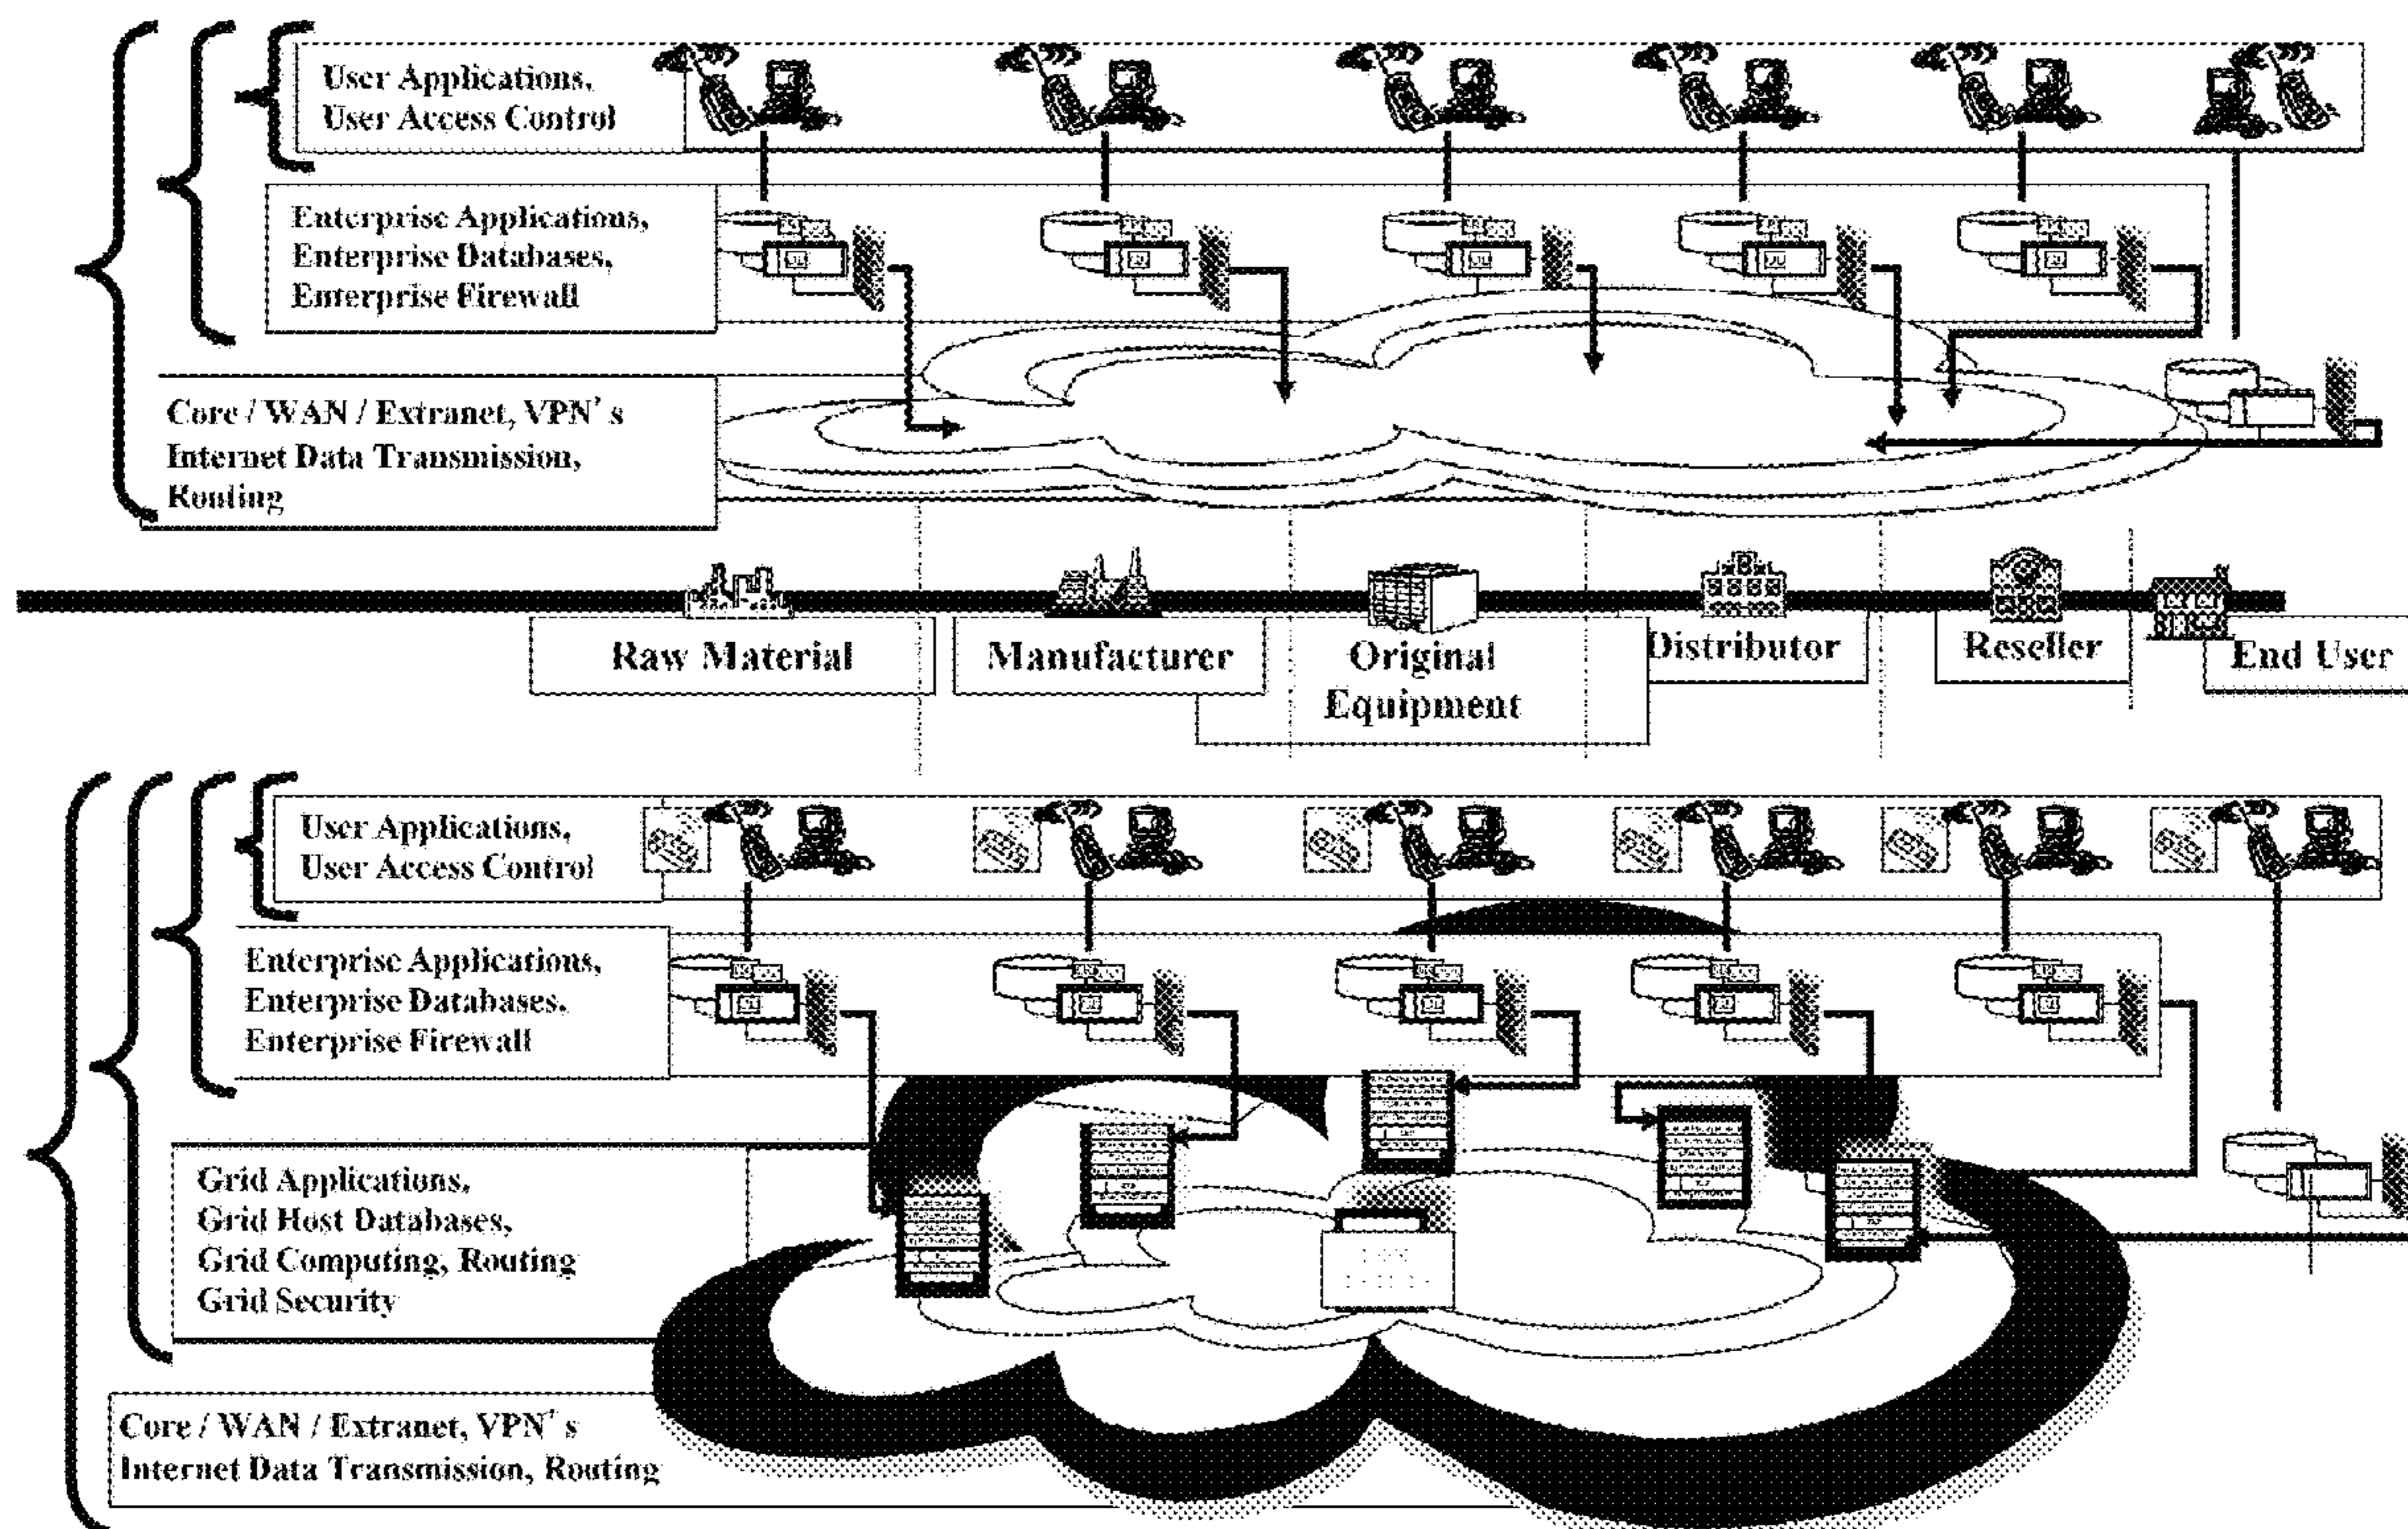 User Applications,
User Access Control
Enterprise Applications,
Enterprise Databases,
Enterprise Firewall
Core / WAN / Extranet, VPN' s
Internet Data Transmission,
Routing
Raw Material
Manufacturer
Original
Equipment
Distributor
Reseller
End User
User Applications,
User Access Control
Enterprise Applications,
Enterprise Databases,
Enterprise Firewall
Grid Applications,
Grid Host Databases,
Grid Computing, Routing
Grid Security
Core / WAN / Extranet, VPN' s
Internet Data Transmission, Routing